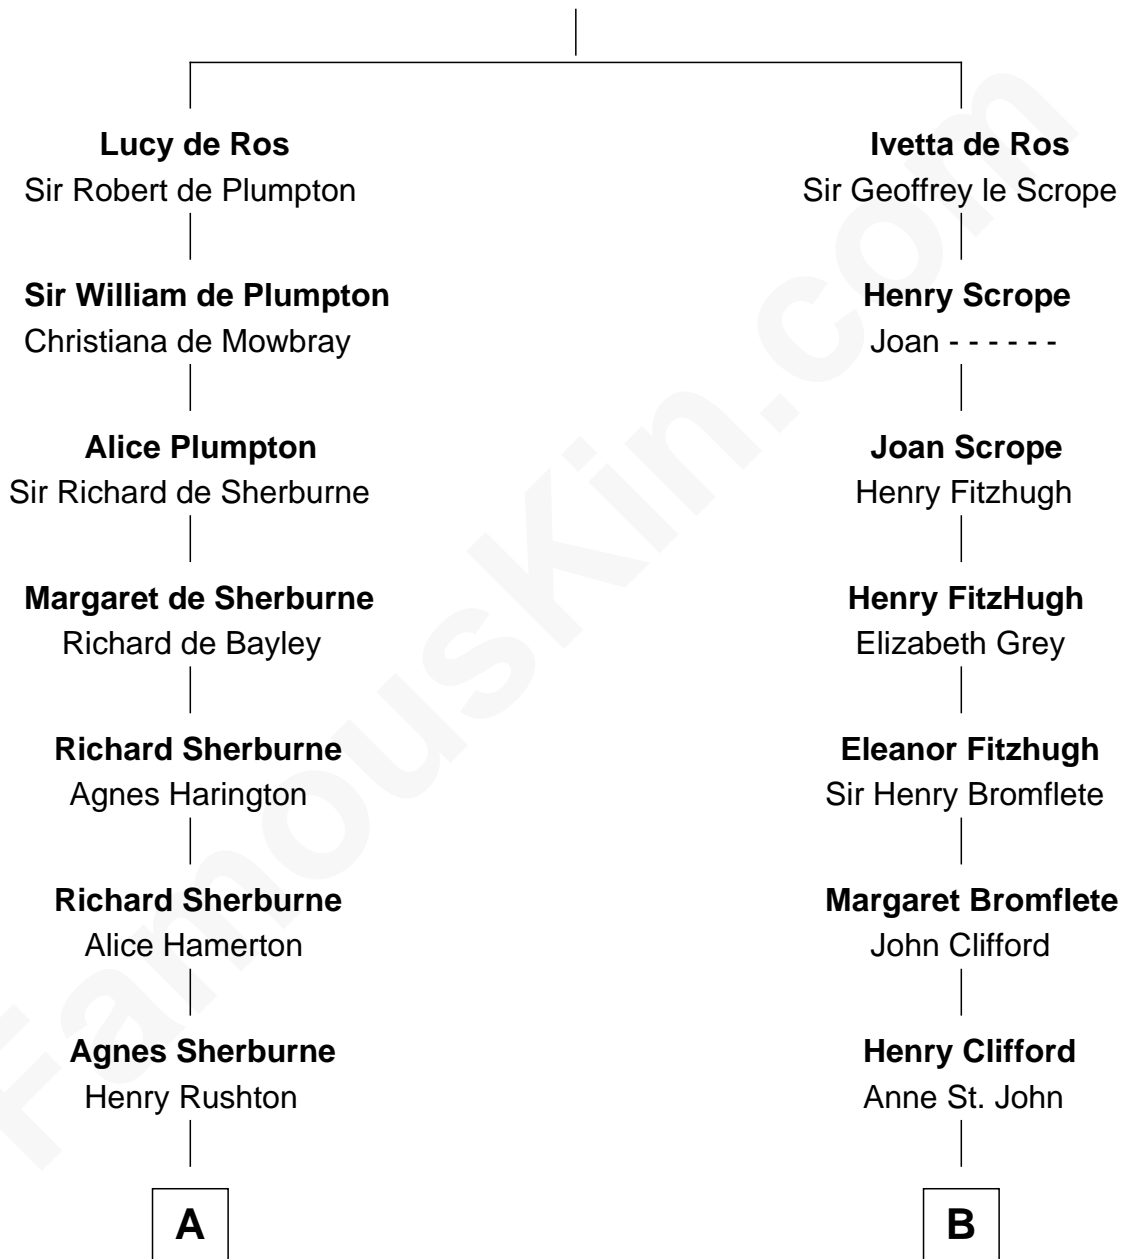 Lucy de Ros
Sir Robert de Plumpton
Sir William de Plumpton
Christiana de Mowbray
Alice Plumpton
Sir Richard de Sherburne
Margaret de Sherburne
Richard de Bayley
Richard Sherburne
Agnes Harington
Richard Sherburne
Alice Hamerton
Agnes Sherburne
Henry Rushton
A
Ivetta de Ros
Sir Geoffrey le Scrope
Henry Scrope
Joan - - - - - -
Joan Scrope
Henry Fitzhugh
Henry FitzHugh
Elizabeth Grey
Eleanor Fitzhugh
Sir Henry Bromflete
Margaret Bromflete
John Clifford
Henry Clifford
Anne St. John
B
FamousKin.com